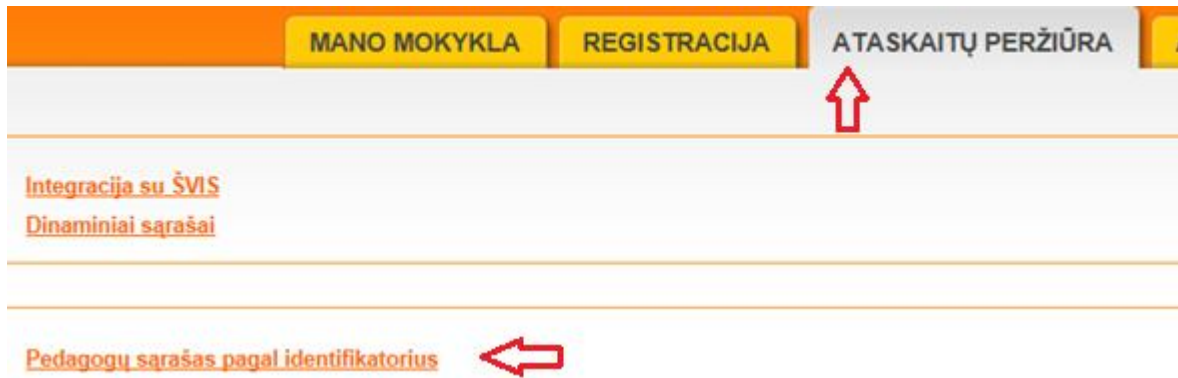 MANO MOKYKLA REGISTRACIJA ATASKAITŲ PERŽIŪRA
Integracija su ŠVIS
Dinaminiai sąrašai
Pedagogų sąrašas pagal identifikatorius